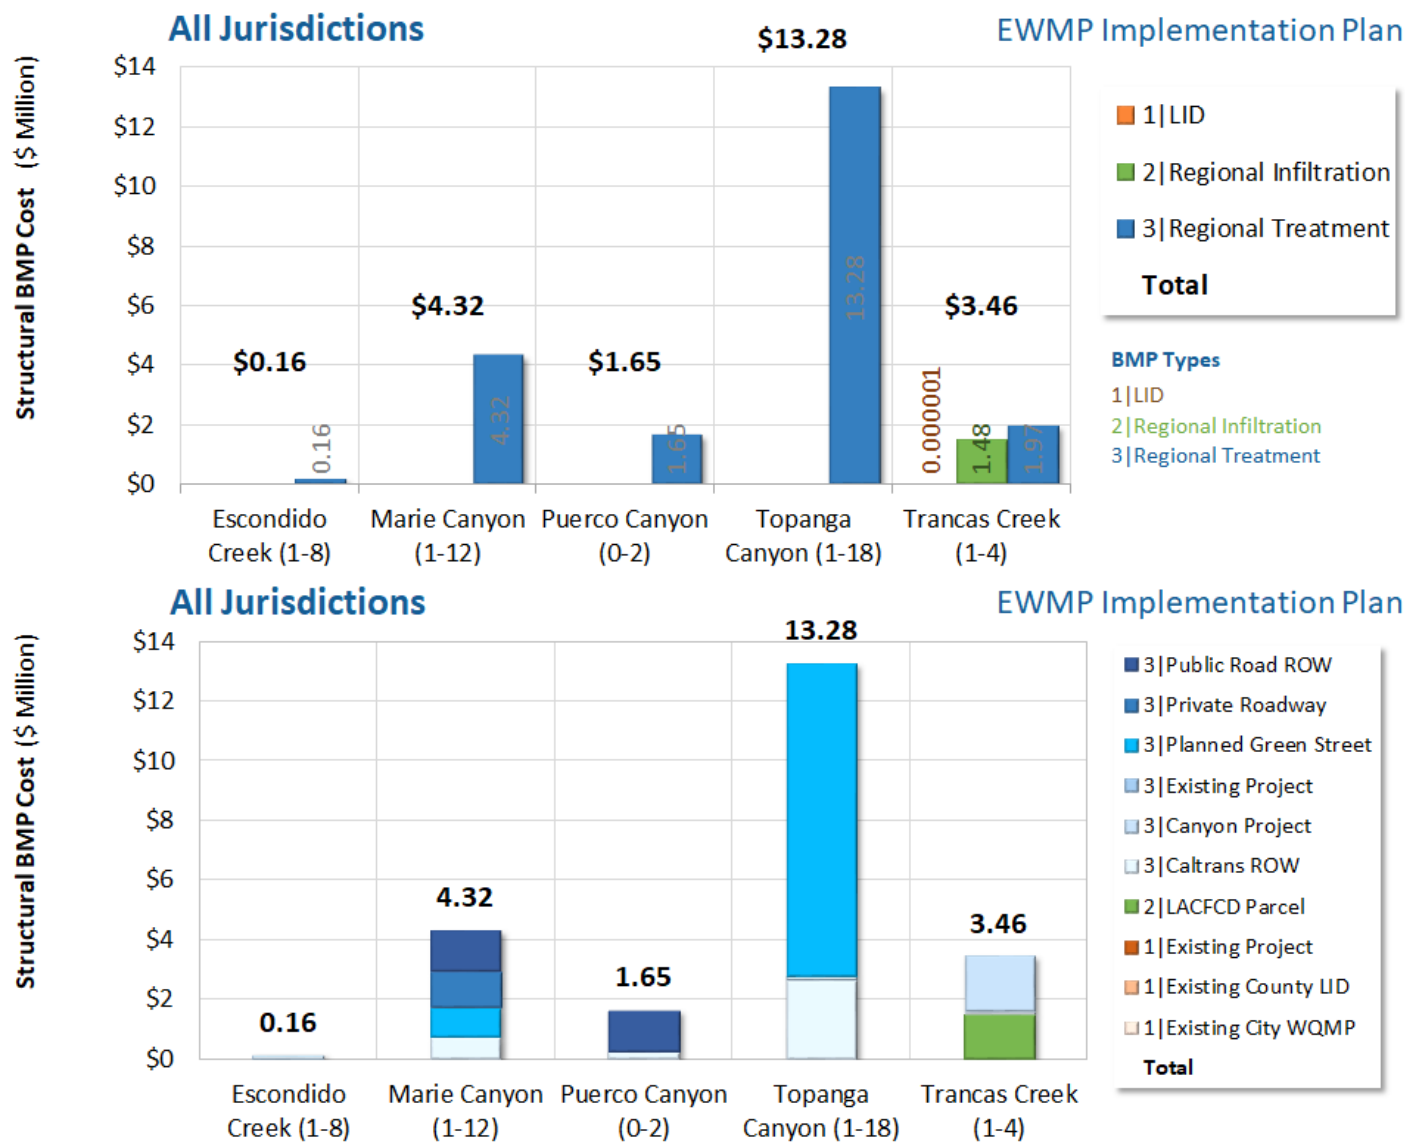 All Jurisdictions
EWMP Implementation Plan
$13.28
Structural BMP Cost ($ Million)
$14
$12
$10
$8
$6
$4
$2
$0
$0.16
$4.32
$1.65
$3.46
0.16
4.32
1.65
13.28
0.000001
1.48
1.97
Escondido
Creek (1-8)
Marie Canyon
(1-12)
Puerco Canyon
(0-2)
Topanga
Canyon (1-18)
Trancas Creek
(1-4)
1|LID
2|Regional Infiltration
3|Regional Treatment
Total
BMP Types
1|LID
2|Regional Infiltration
3|Regional Treatment
All Jurisdictions
EWMP Implementation Plan
Structural BMP Cost ($ Million)
$14
$12
$10
$8
$6
$4
$2
$0
0.16
4.32
1.65
13.28
3.46
Escondido
Creek (1-8)
Marie Canyon
(1-12)
Puerco Canyon
(0-2)
Topanga
Canyon (1-18)
Trancas Creek
(1-4)
3|Public Road ROW
3|Private Roadway
3|Planned Green Street
3|Existing Project
3|Canyon Project
3|Caltrans ROW
2|LACFCD Parcel
1|Existing Project
1|Existing County LID
1|Existing City WQMP
Total